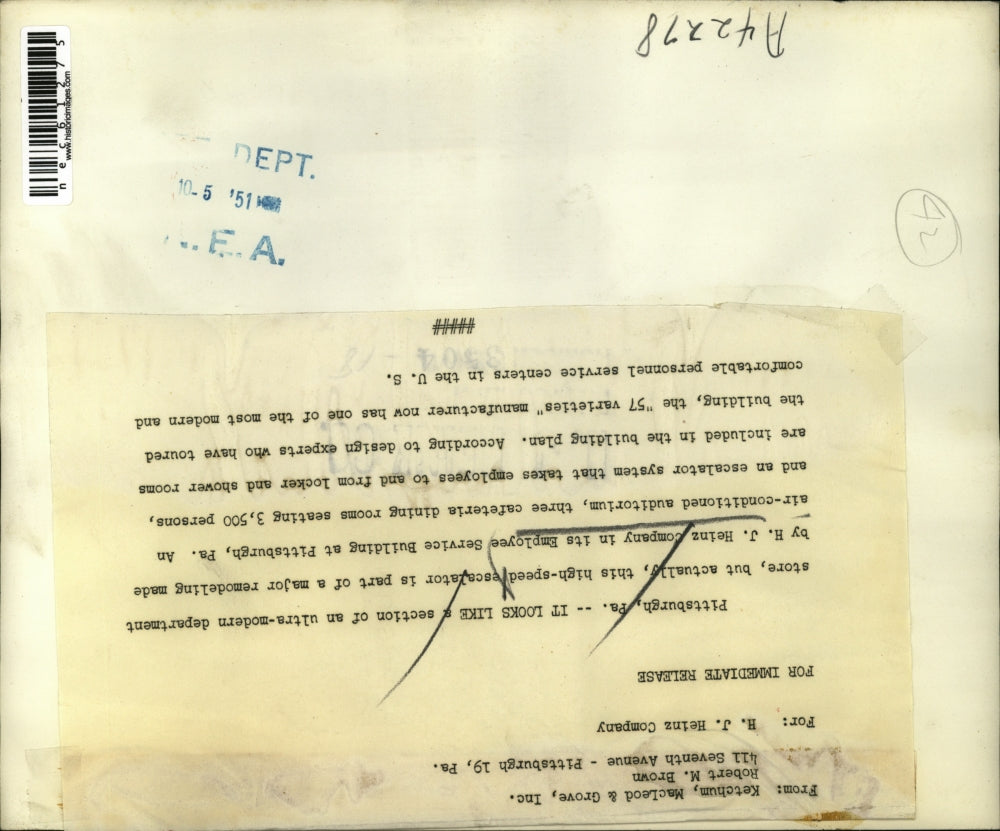 A42278
nec61275
www.historicimages.com
DEPT.
10-5 '51
.E.A.
42
From: Ketchum, MacLeod & Grove, Inc.
Robert M. Brown
411 Seventh Avenue - Pittsburgh 19, Pa.
For: H. J. Heinz Company
FOR IMMEDIATE RELEASE
Pittsburgh, Pa. -- IT LOOKS LIKE a section of an ultra-modern department
store, but actually, this high-speed escalator is part of a major remodeling made
by H. J. Heinz Company in its Employee Service Building at Pittsburgh, Pa. An
air-conditioned auditorium, three cafeteria dining rooms seating 3,500 persons,
and an escalator system that takes employees to and from locker and shower rooms
are included in the building plan. According to design experts who have toured
the building, the "57 varieties" manufacturer now has one of the most modern and
comfortable personnel service centers in the U. S.
#####